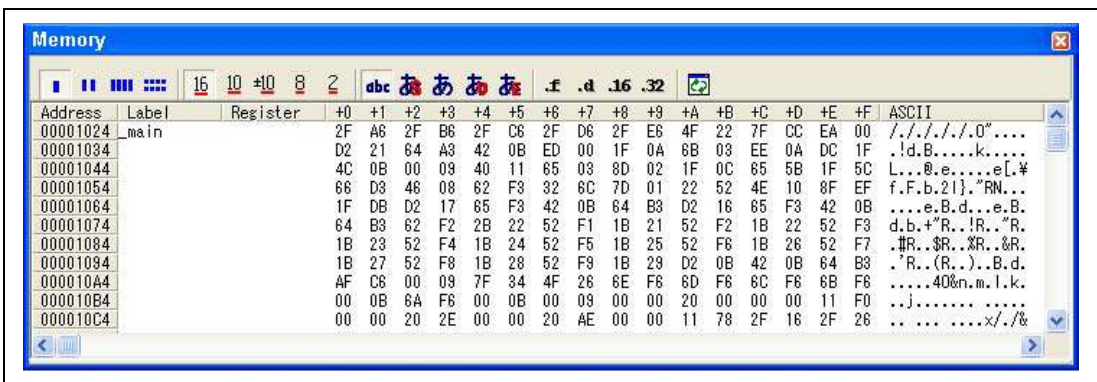 Memory
16 10 ±10 8 2 abc あ あ あ あ .f .d .16 .32
Address Label Register +0 +1 +2 +3 +4 +5 +6 +7 +8 +9 +A +B +C +D +E +F ASCII
00001024 _main 2F A6 2F B6 2F C6 2F D6 2F E6 4F 22 7F CC EA 00 /./././././.O"....
00001034 D2 21 64 A3 42 0B ED 00 1F 0A 6B 03 EE 0A DC 1F .!d.B.....k.....
00001044 4C 0B 00 09 40 11 65 03 8D 02 1F 0C 65 5B 1F 5C L...@.e.....e[.¥
00001054 66 D3 46 08 62 F3 32 6C 7D 01 22 52 4E 10 8F EF f.F.b.2l}."RN...
00001064 1F DB D2 17 65 F3 42 0B 64 B3 D2 16 65 F3 42 0B ....e.B.d...e.B.
00001074 64 B3 62 F2 2B 22 52 F1 1B 21 52 F2 1B 22 52 F3 d.b.+"R..!R.."R.
00001084 1B 23 52 F4 1B 24 52 F5 1B 25 52 F6 1B 26 52 F7 .#R..$R..%R..&R.
00001094 1B 27 52 F8 1B 28 52 F9 1B 29 D2 0B 42 0B 64 B3 .'R..(R..)..B.d.
000010A4 AF C6 00 09 7F 34 4F 26 6E F6 6D F6 6C F6 6B F6 .....4O&n.m.l.k.
000010B4 00 0B 6A F6 00 0B 00 09 00 00 20 00 00 00 11 F0 ..j....... .....
000010C4 00 00 20 2E 00 00 20 AE 00 00 11 78 2F 16 2F 26 .. ... ....x/./&